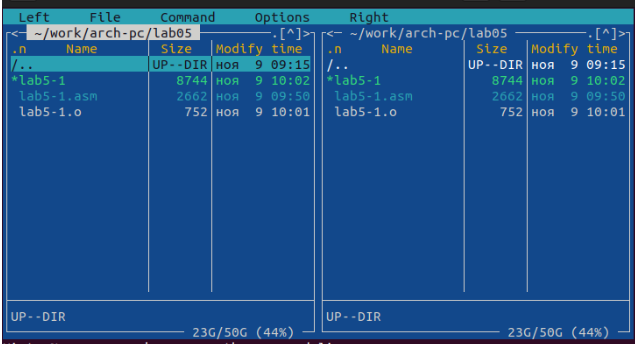 Left File Command Options Right
<─ ~/work/arch-pc/lab05 ─.[^]>┐ <─ ~/work/arch-pc/lab05 ─.[^]>┐
.n Name Size Modify time .n Name Size Modify time
/.. UP--DIR ноя 9 09:15 /.. UP--DIR ноя 9 09:15
*lab5-1 8744 ноя 9 10:02 *lab5-1 8744 ноя 9 10:02
lab5-1.asm 2662 ноя 9 09:50 lab5-1.asm 2662 ноя 9 09:50
lab5-1.o 752 ноя 9 10:01 lab5-1.o 752 ноя 9 10:01
UP--DIR UP--DIR
23G/50G (44%) 23G/50G (44%)